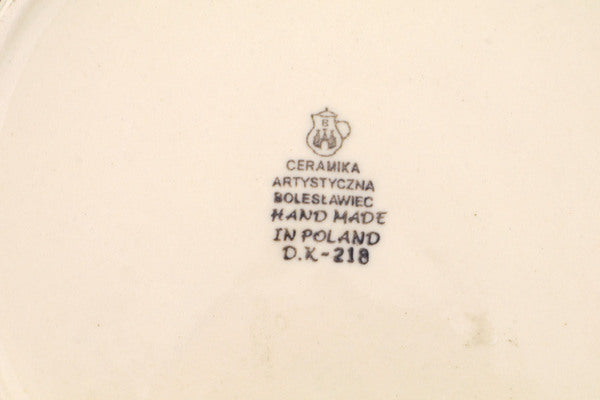 B
CERAMIKA
ARTYSTYCZNA
BOLESŁAWIEC
HAND MADE
IN POLAND
D.K-218